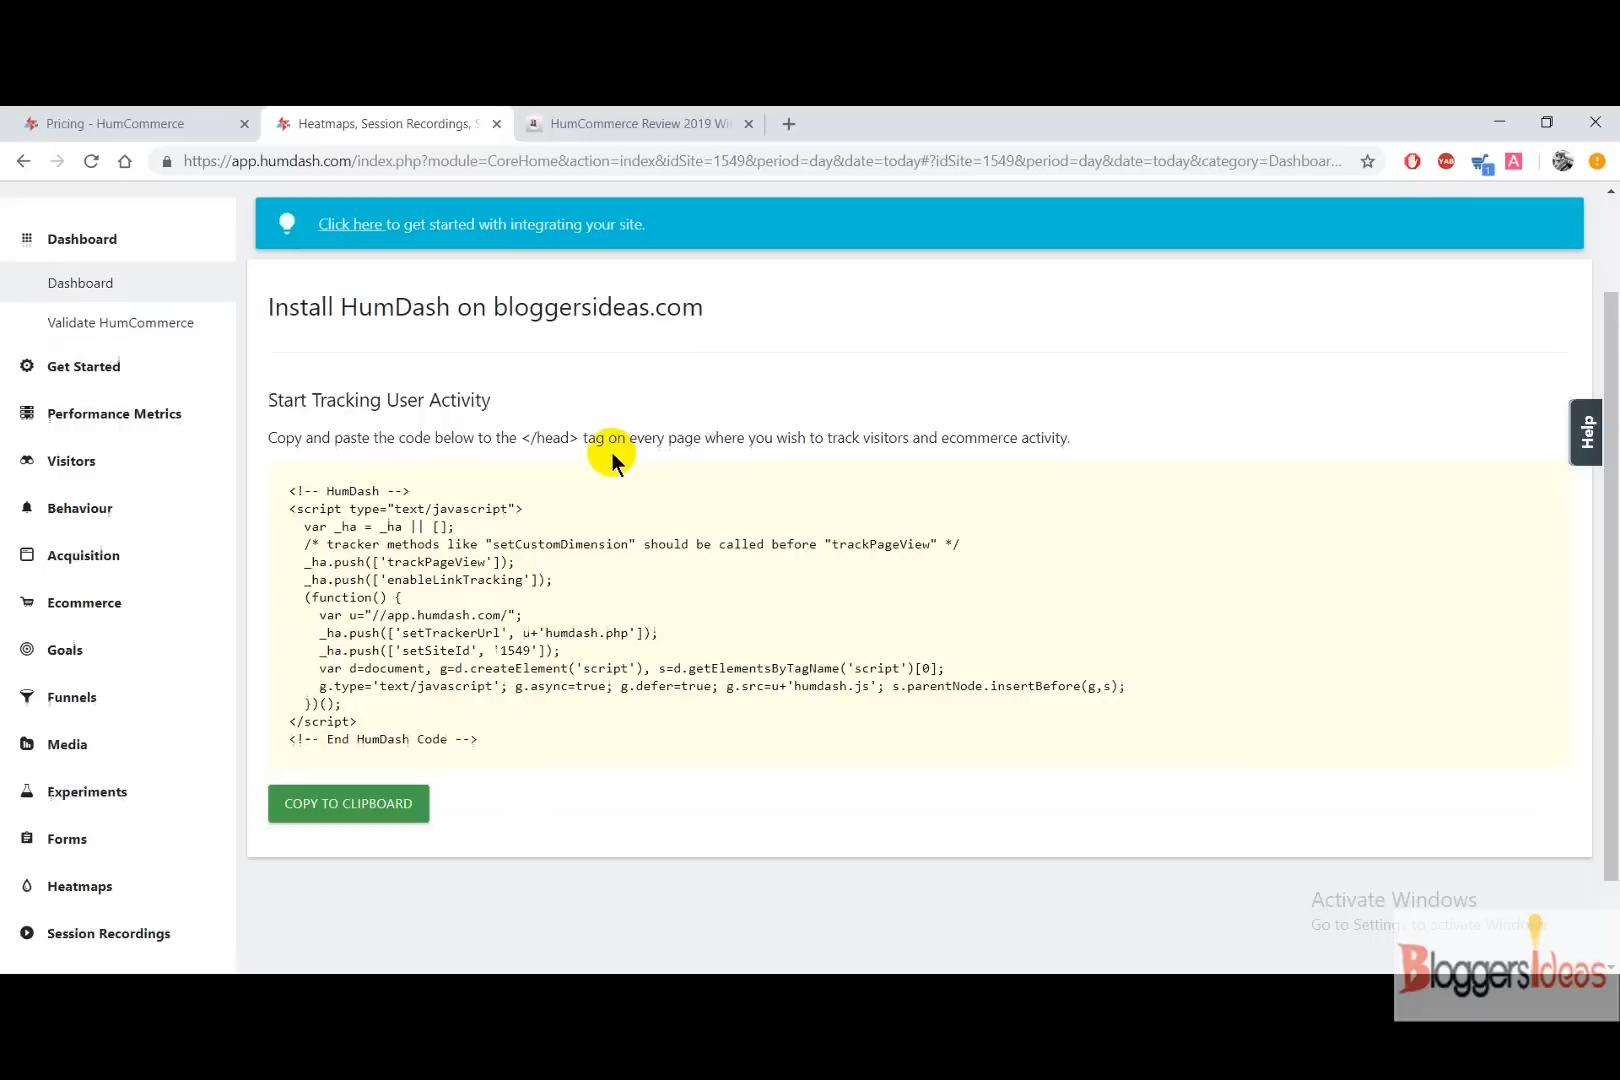 Pricing - HumCommerce
Heatmaps, Session Recordings, S
HumCommerce Review 2019 Wi
https://app.humdash.com/index.php?module=CoreHome&action=index&idSite=1549&period=day&date=today#?idSite=1549&period=day&date=today&category=Dashboar...
YAB
1
A
Click here to get started with integrating your site.
Dashboard
Dashboard
Validate HumCommerce
Get Started
Performance Metrics
Visitors
Behaviour
Acquisition
Ecommerce
Goals
Funnels
Media
Experiments
Forms
Heatmaps
Session Recordings
Install HumDash on bloggersideas.com
Start Tracking User Activity
Copy and paste the code below to the </head> tag on every page where you wish to track visitors and ecommerce activity.
<!-- HumDash -->
<script type="text/javascript">
var _ha = _ha || [];
/* tracker methods like "setCustomDimension" should be called before "trackPageView" */
_ha.push(['trackPageView']);
_ha.push(['enableLinkTracking']);
(function() {
var u="//app.humdash.com/";
_ha.push(['setTrackerUrl', u+'humdash.php']);
_ha.push(['setSiteId', '1549']);
var d=document, g=d.createElement('script'), s=d.getElementsByTagName('script')[0];
g.type='text/javascript'; g.async=true; g.defer=true; g.src=u+'humdash.js'; s.parentNode.insertBefore(g,s);
})();
</script>
<!-- End HumDash Code -->
COPY TO CLIPBOARD
Help
Activate Windows
Go to Settings to activate Windows.
BloggersIdeas